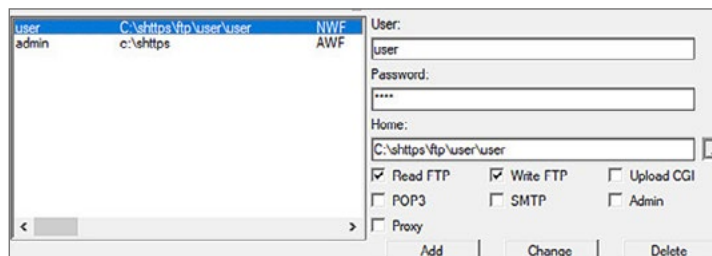 user C:\shttps\ftp\user\user NWF
admin c:\shttps AWF
User:
user
Password:
****
Home:
C:\shttps\ftp\user\user
Read FTP Write FTP Upload CGI
POP3 SMTP Admin
Proxy
Add Change Delete